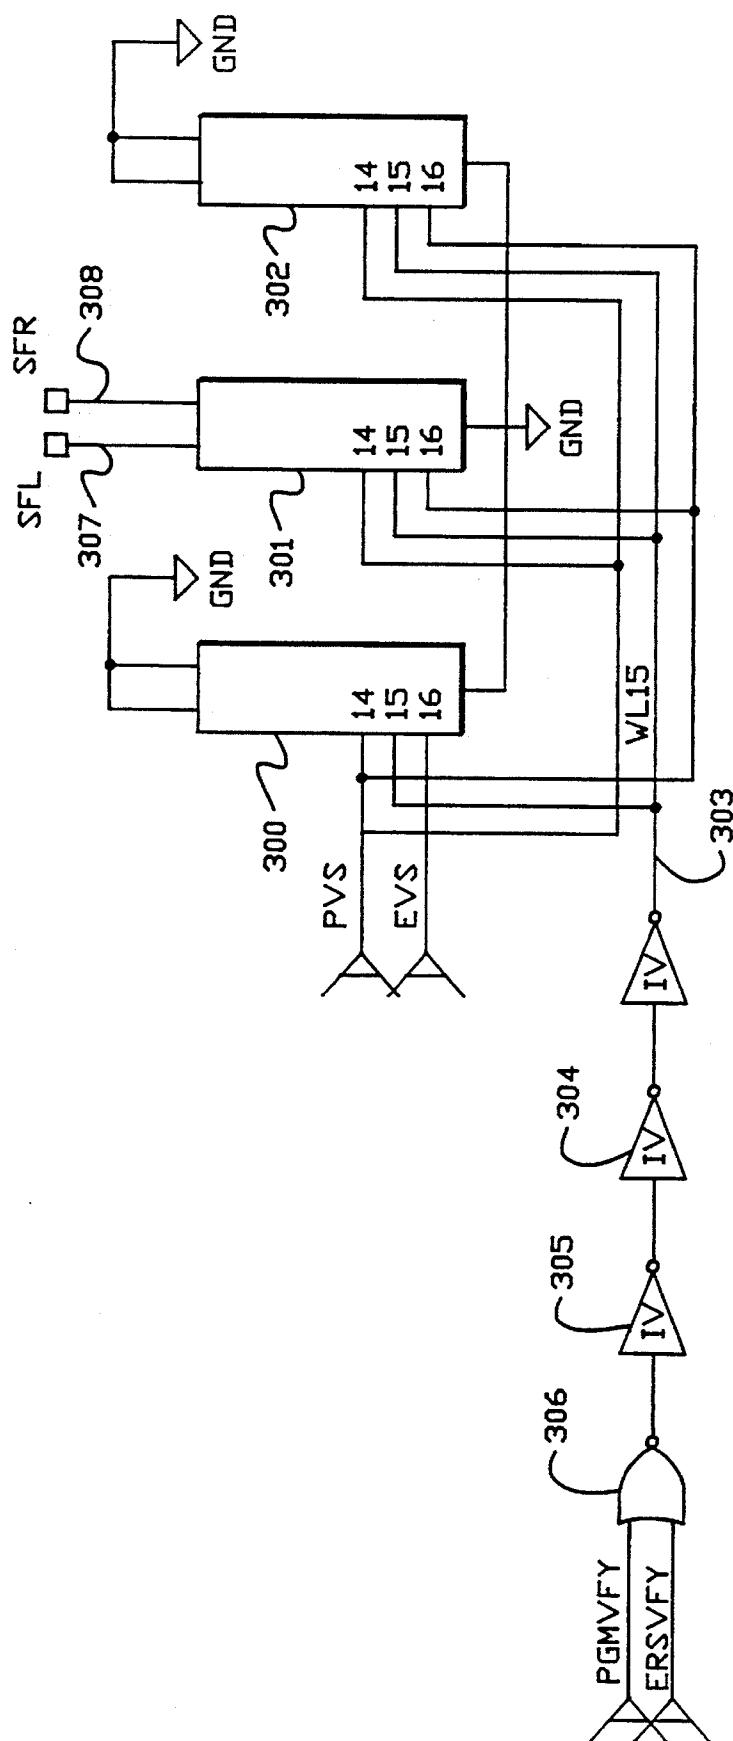 GND
14
15
16
302
SFR
308
SFL
307
14
15
16
301
GND
GND
14
15
16
300
PVS
EVS
WL15
303
IV
304
IV
305
IV
306
PGMVFY
ERSVFY